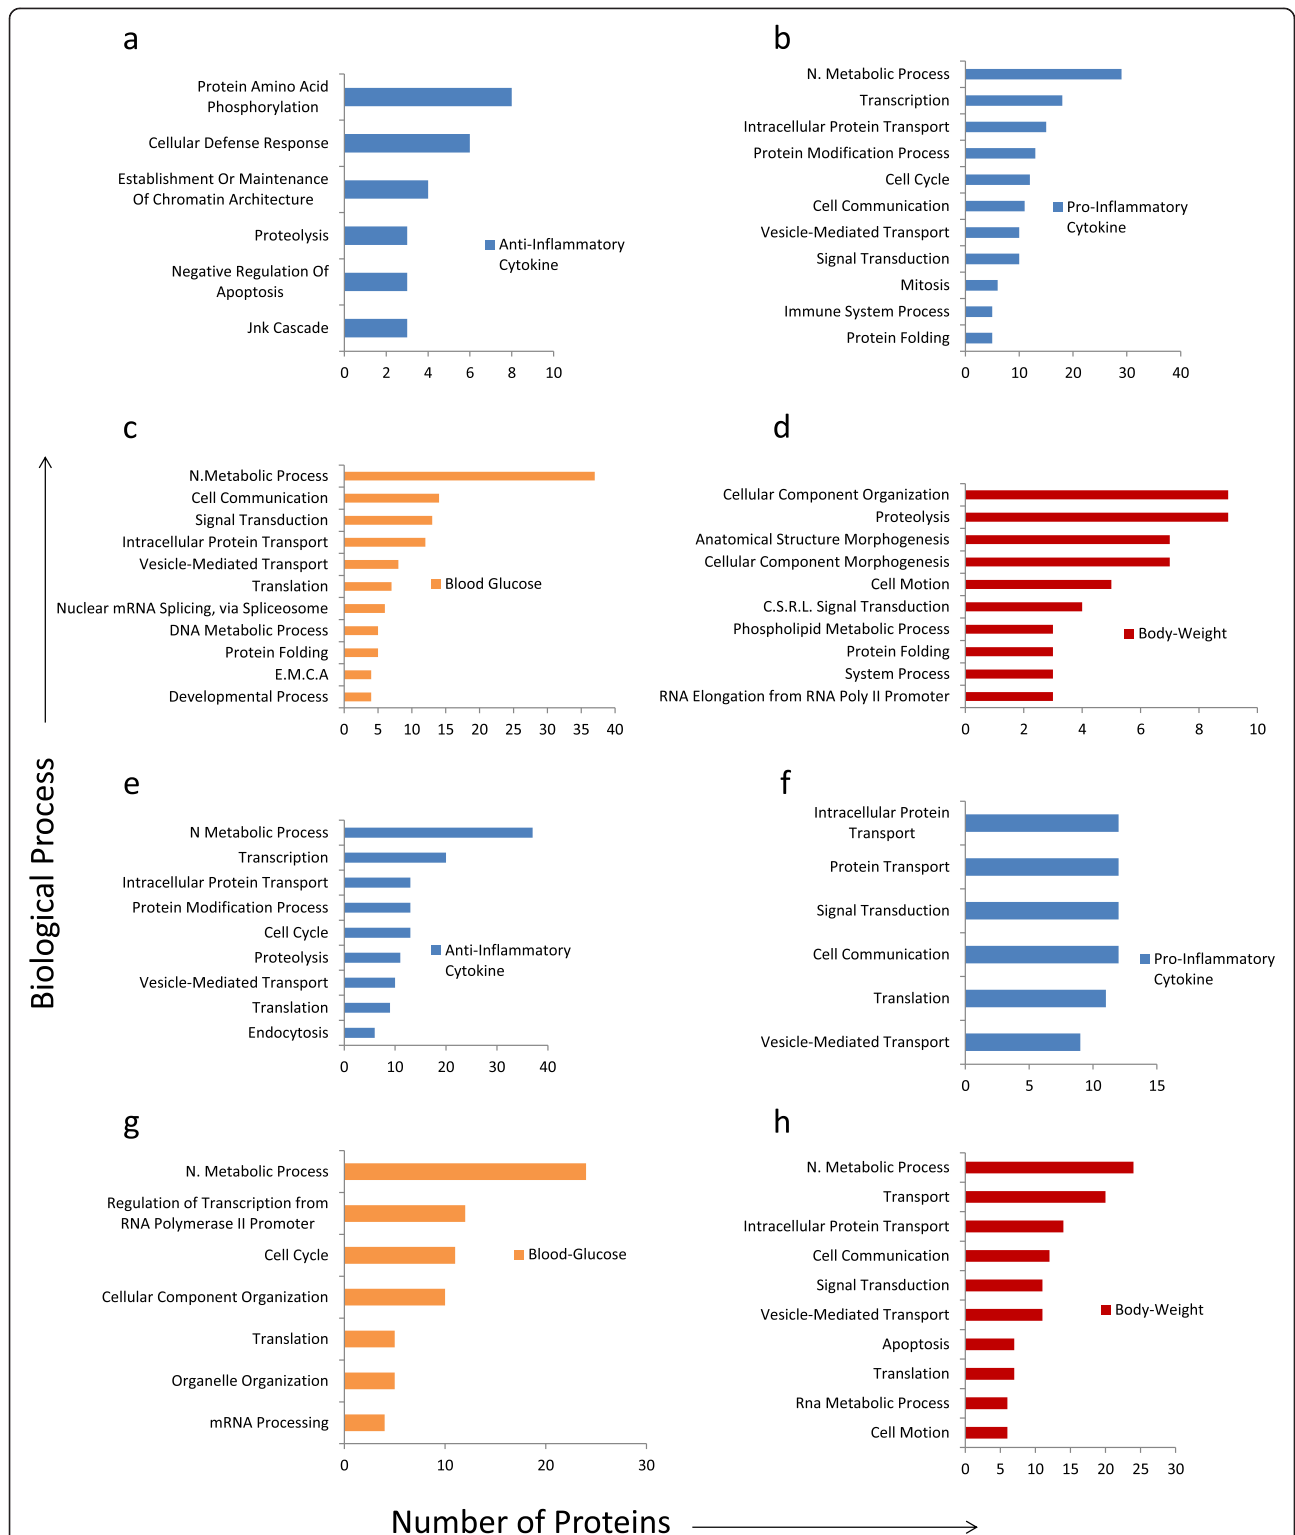 a
Protein Amino Acid
Phosphorylation
Cellular Defense Response
Establishment Or Maintenance
Of Chromatin Architecture
Proteolysis
Negative Regulation Of
Apoptosis
Jnk Cascade
Anti-Inflammatory
Cytokine
0 2 4 6 8 10
b
N. Metabolic Process
Transcription
Intracellular Protein Transport
Protein Modification Process
Cell Cycle
Cell Communication
Vesicle-Mediated Transport
Signal Transduction
Mitosis
Immune System Process
Protein Folding
Pro-Inflammatory
Cytokine
0 10 20 30 40
c
N.Metabolic Process
Cell Communication
Signal Transduction
Intracellular Protein Transport
Vesicle-Mediated Transport
Translation
Nuclear mRNA Splicing, via Spliceosome
DNA Metabolic Process
Protein Folding
E.M.C.A
Developmental Process
Blood Glucose
0 5 10 15 20 25 30 35 40
d
Cellular Component Organization
Proteolysis
Anatomical Structure Morphogenesis
Cellular Component Morphogenesis
Cell Motion
C.S.R.L. Signal Transduction
Phospholipid Metabolic Process
Protein Folding
System Process
RNA Elongation from RNA Poly II Promoter
Body-Weight
0 2 4 6 8 10
e
N Metabolic Process
Transcription
Intracellular Protein Transport
Protein Modification Process
Cell Cycle
Proteolysis
Vesicle-Mediated Transport
Translation
Endocytosis
Anti-Inflammatory
Cytokine
0 10 20 30 40
f
Intracellular Protein
Transport
Protein Transport
Signal Transduction
Cell Communication
Translation
Vesicle-Mediated Transport
Pro-Inflammatory
Cytokine
0 5 10 15
g
N. Metabolic Process
Regulation of Transcription from
RNA Polymerase II Promoter
Cell Cycle
Cellular Component Organization
Translation
Organelle Organization
mRNA Processing
Blood-Glucose
0 10 20 30
h
N. Metabolic Process
Transport
Intracellular Protein Transport
Cell Communication
Signal Transduction
Vesicle-Mediated Transport
Apoptosis
Translation
Rna Metabolic Process
Cell Motion
Body-Weight
0 5 10 15 20 25 30
Biological Process
Number of Proteins